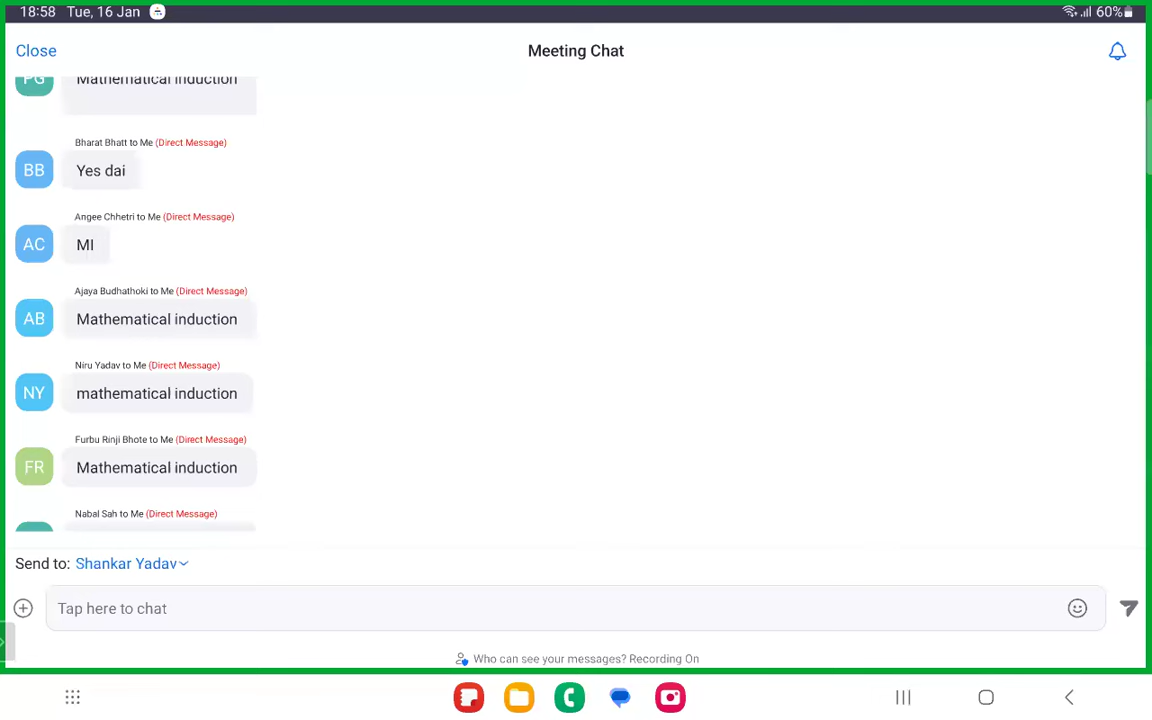 18:58 Tue, 16 Jan 60%
Close Meeting Chat
PG Mathematical induction
Bharat Bhatt to Me (Direct Message)
BB Yes dai
Angee Chhetri to Me (Direct Message)
AC MI
Ajaya Budhathoki to Me (Direct Message)
AB Mathematical induction
Niru Yadav to Me (Direct Message)
NY mathematical induction
Furbu Rinji Bhote to Me (Direct Message)
FR Mathematical induction
Nabal Sah to Me (Direct Message)
Send to: Shankar Yadav
Tap here to chat
Who can see your messages? Recording On